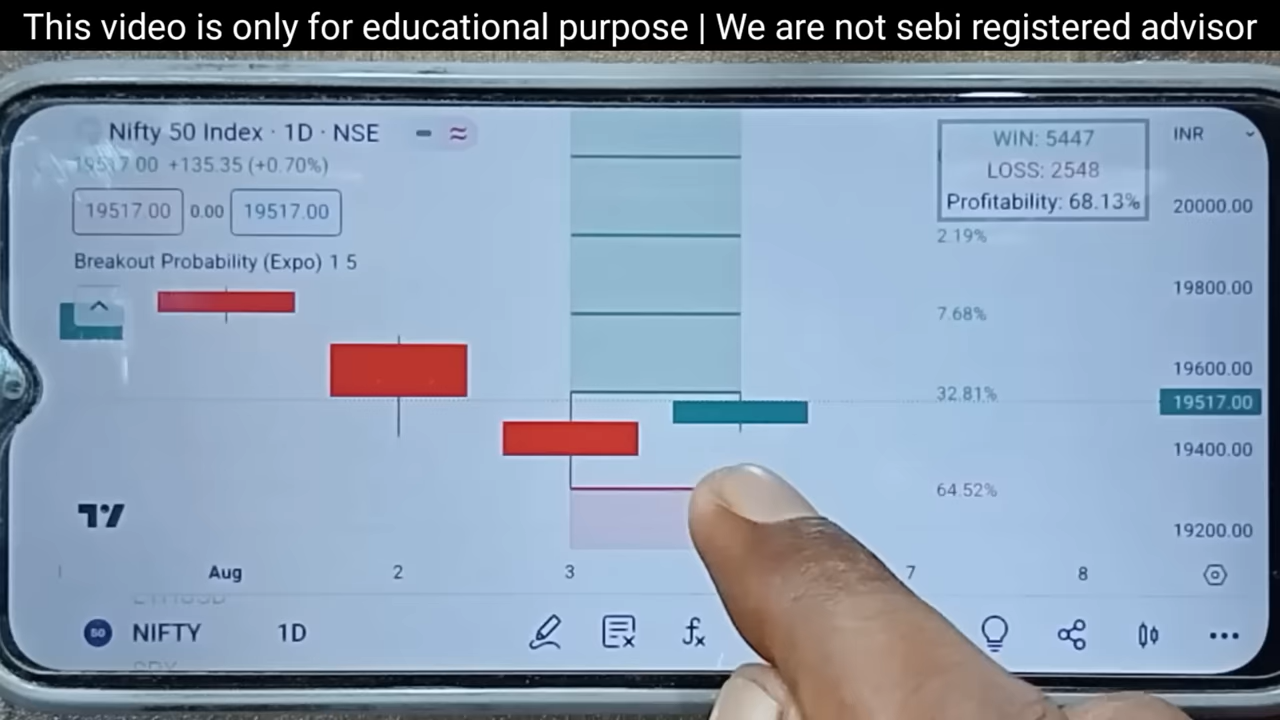 This video is only for educational purpose | We are not sebi registered advisor
Nifty 50 Index · 1D · NSE
19517.00 +135.35 (+0.70%)
19517.00 0.00 19517.00
Breakout Probability (Expo) 1 5
WIN: 5447
LOSS: 2548
Profitability: 68.13%
INR
20000.00
2.19%
19800.00
7.68%
19600.00
32.81%
19517.00
19400.00
64.52%
19200.00
Aug 2 3 7 8
50 NIFTY 1D